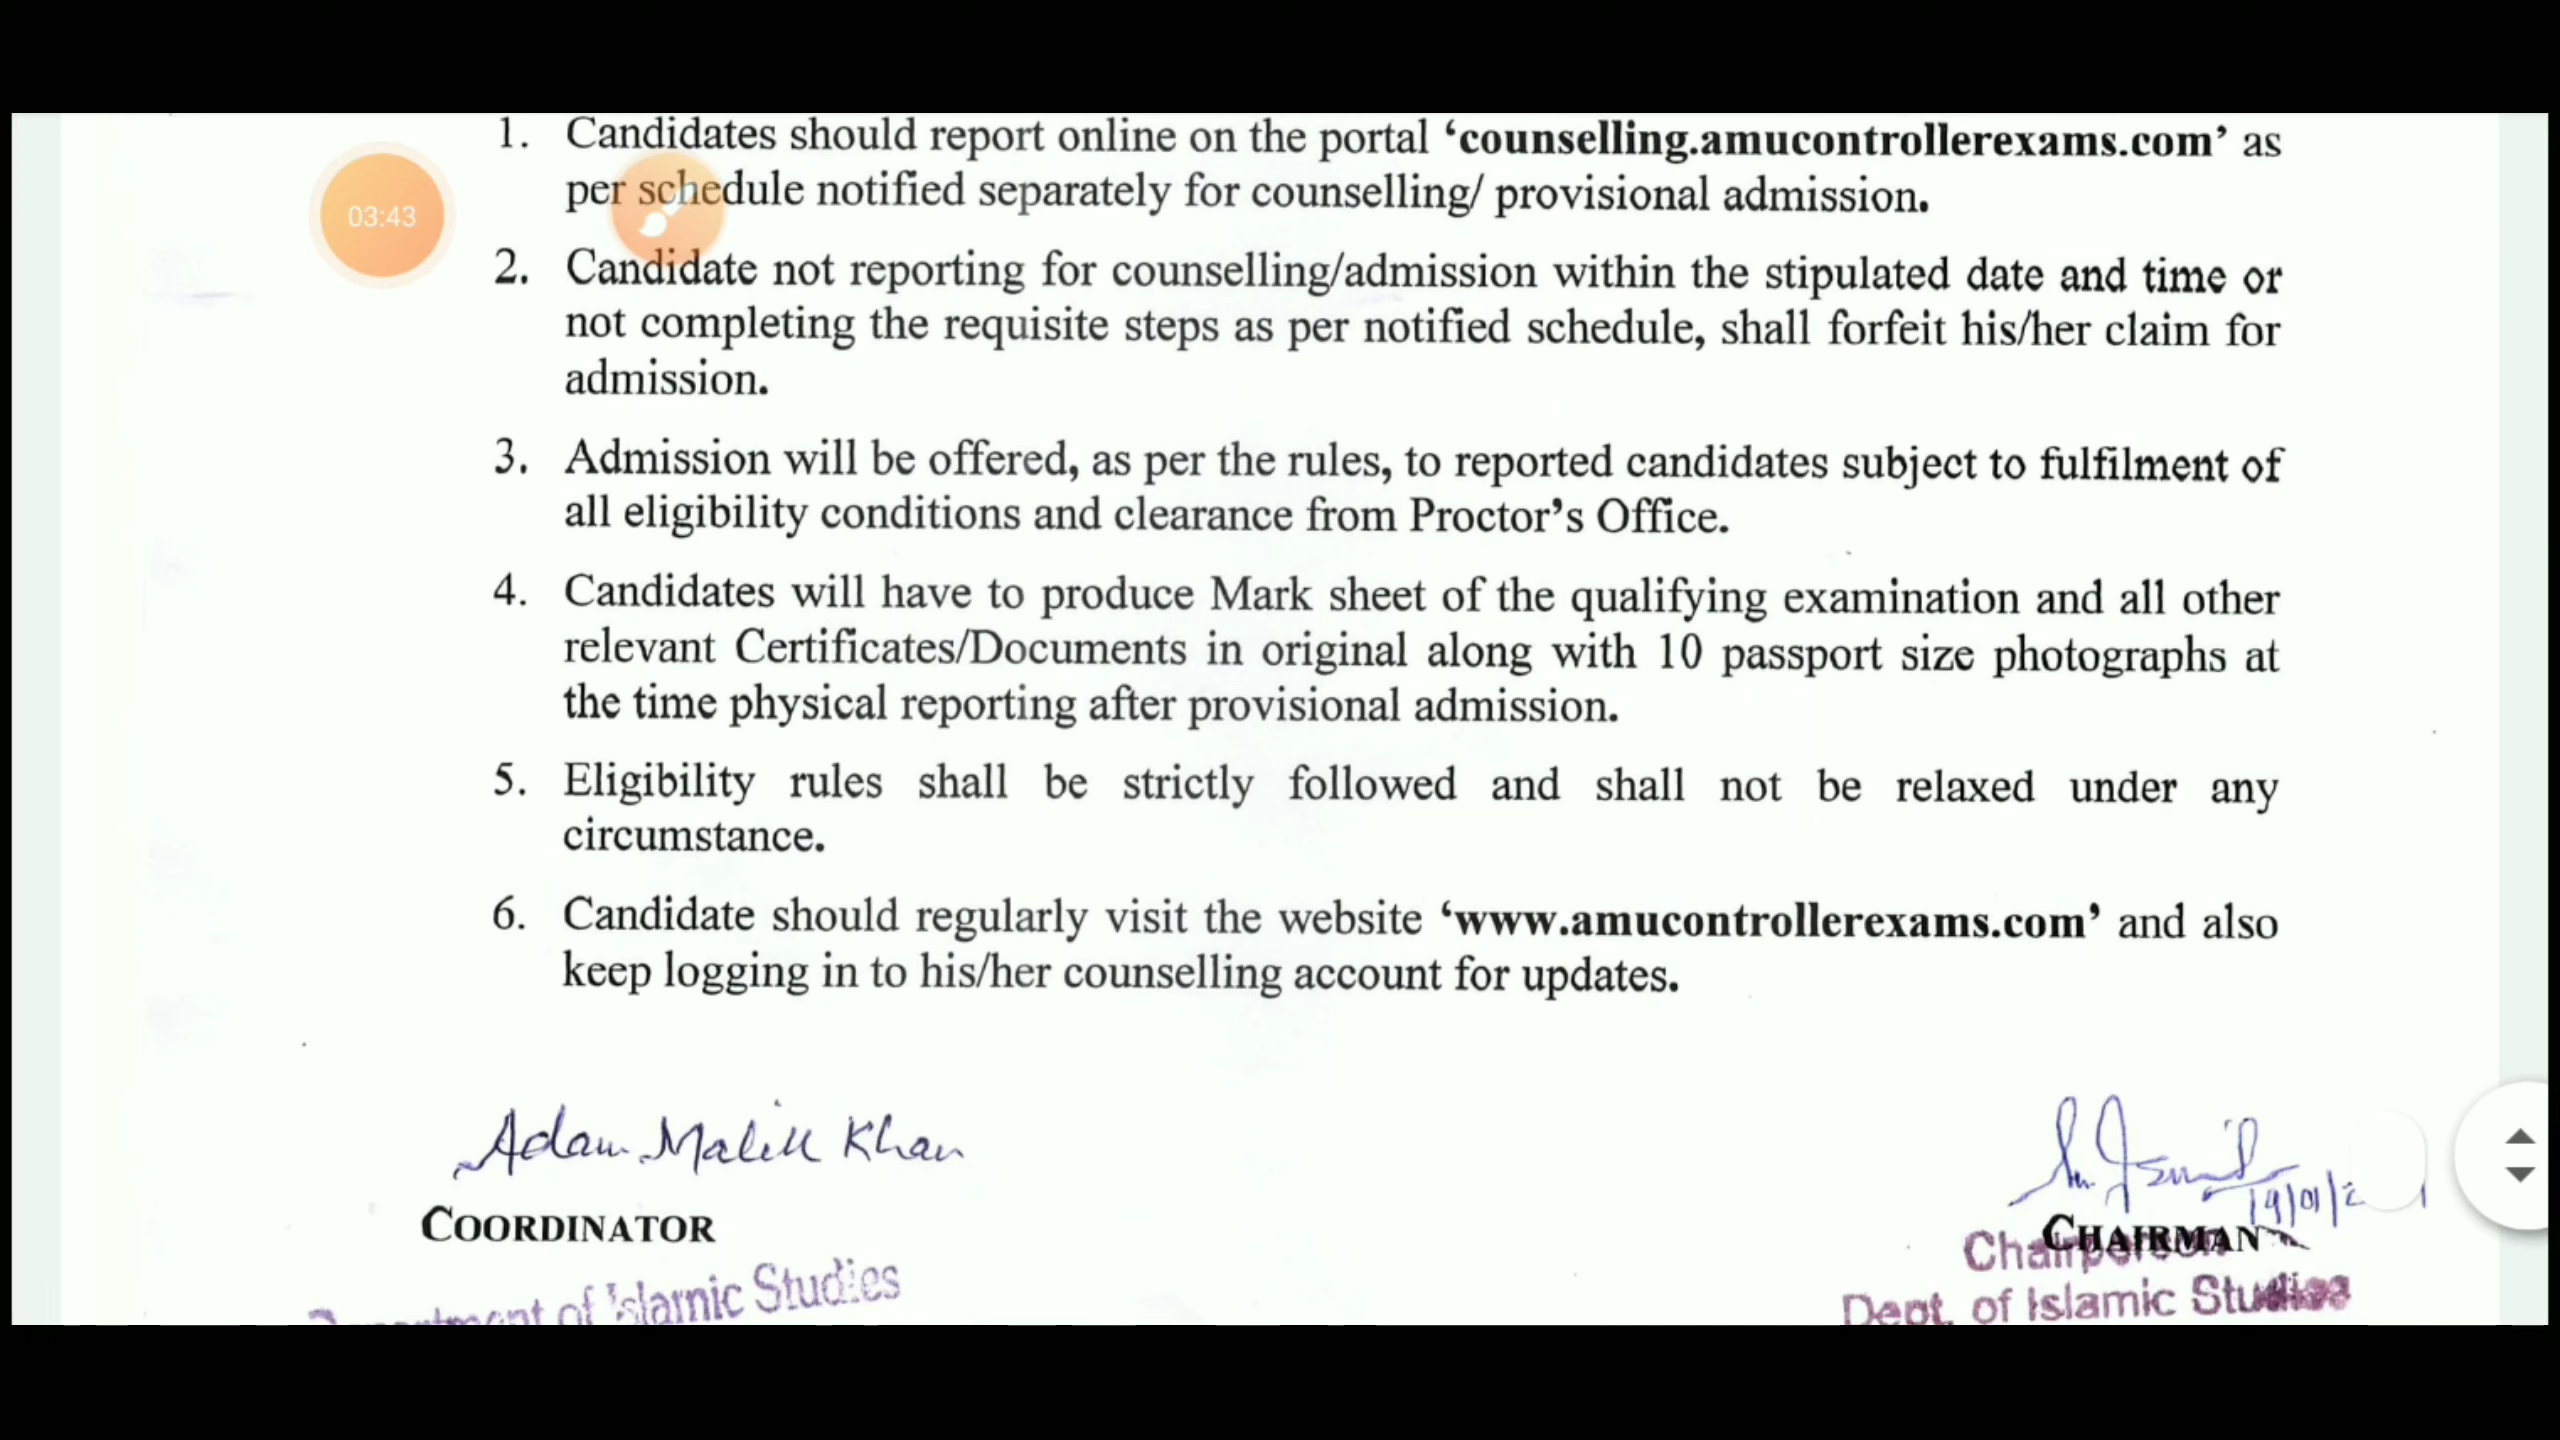 1. Candidates should report online on the portal ‘counselling.amucontrollerexams.com’ as
per schedule notified separately for counselling/ provisional admission.
03:43
2. Candidate not reporting for counselling/admission within the stipulated date and time or
not completing the requisite steps as per notified schedule, shall forfeit his/her claim for
admission.
3. Admission will be offered, as per the rules, to reported candidates subject to fulfilment of
all eligibility conditions and clearance from Proctor’s Office.
4. Candidates will have to produce Mark sheet of the qualifying examination and all other
relevant Certificates/Documents in original along with 10 passport size photographs at
the time physical reporting after provisional admission.
5. Eligibility rules shall be strictly followed and shall not be relaxed under any
circumstance.
6. Candidate should regularly visit the website ‘www.amucontrollerexams.com’ and also
keep logging in to his/her counselling account for updates.
Adam Malik Khan
19/01/2
COORDINATOR
CHAIRMAN
Chairperson
Department of Islamic Studies
Dept. of Islamic Studies